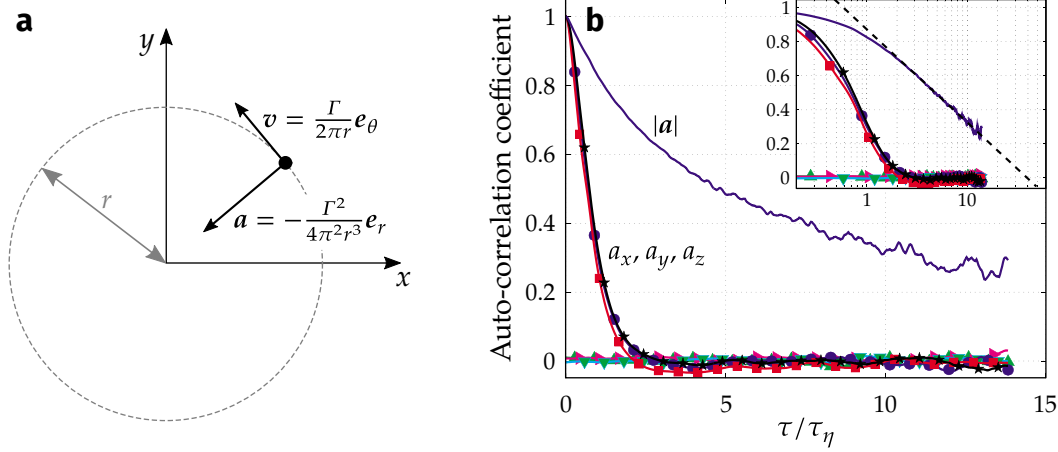 a
y
v = Γ/2πr e_θ
r
a = −Γ²/4π²r³ e_r
x
b
Auto-correlation coefficient
1
0.8
0.6
0.4
0.2
0
|a|
a_x, a_y, a_z
0 5 10 15
τ/τ_η
1
0.8
0.6
0.4
0.2
0
1 10